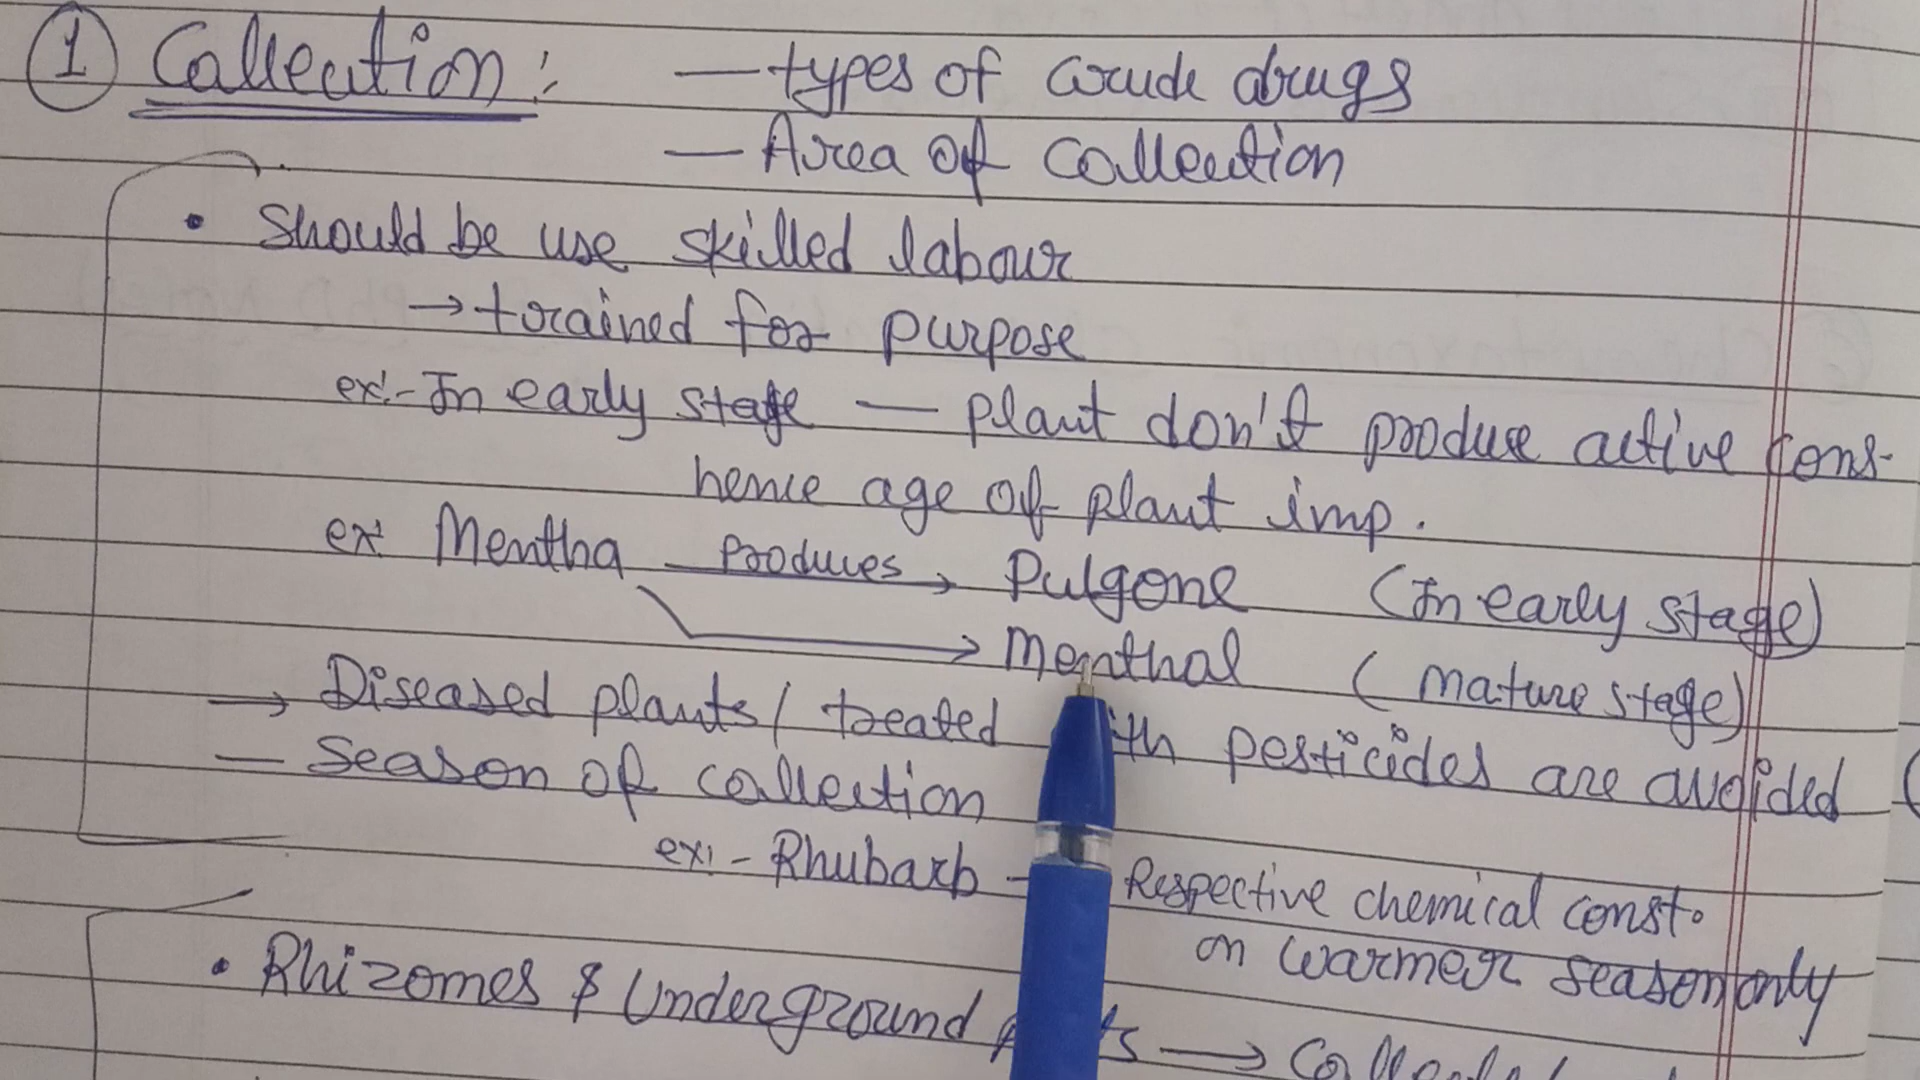 ① Collection :- — types of crude drugs
— Area of collection
• Should be use skilled labour
→ trained for purpose
ex:- In early stage — plant don't produce active cons-
hence age of plant imp.
ex: Mentha produces → Pulgone (In early stage)
→ Menthal (mature stage)
→ Diseased plants / treated with pesticides are avoided
— Season of collection
ex:- Rhubarb - Respective chemical const.
on warmer season only
• Rhizomes & Underground →